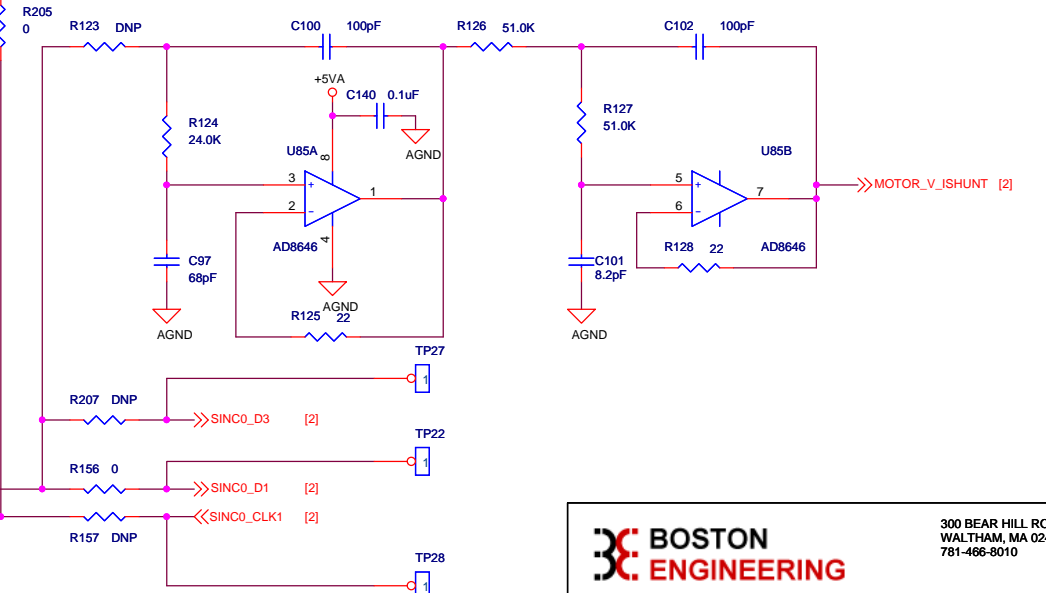 R205
0
R123 DNP
C100 100pF
R126 51.0K
C102 100pF
+5VA
C140 0.1uF
AGND
R124
24.0K
R127
51.0K
U85A
8
3
+
2
-
1
4
AD8646
U85B
5
+
6
-
7
AD8646
MOTOR_V_ISHUNT [2]
R128 22
C97
68pF
AGND
C101
8.2pF
AGND
AGND
R125 22
TP27
1
R207 DNP
SINC0_D3 [2]
TP22
1
R156 0
SINC0_D1 [2]
SINC0_CLK1 [2]
R157 DNP
TP28
1
BOSTON
ENGINEERING
300 BEAR HILL
WALTHAM, MA
781-466-8010